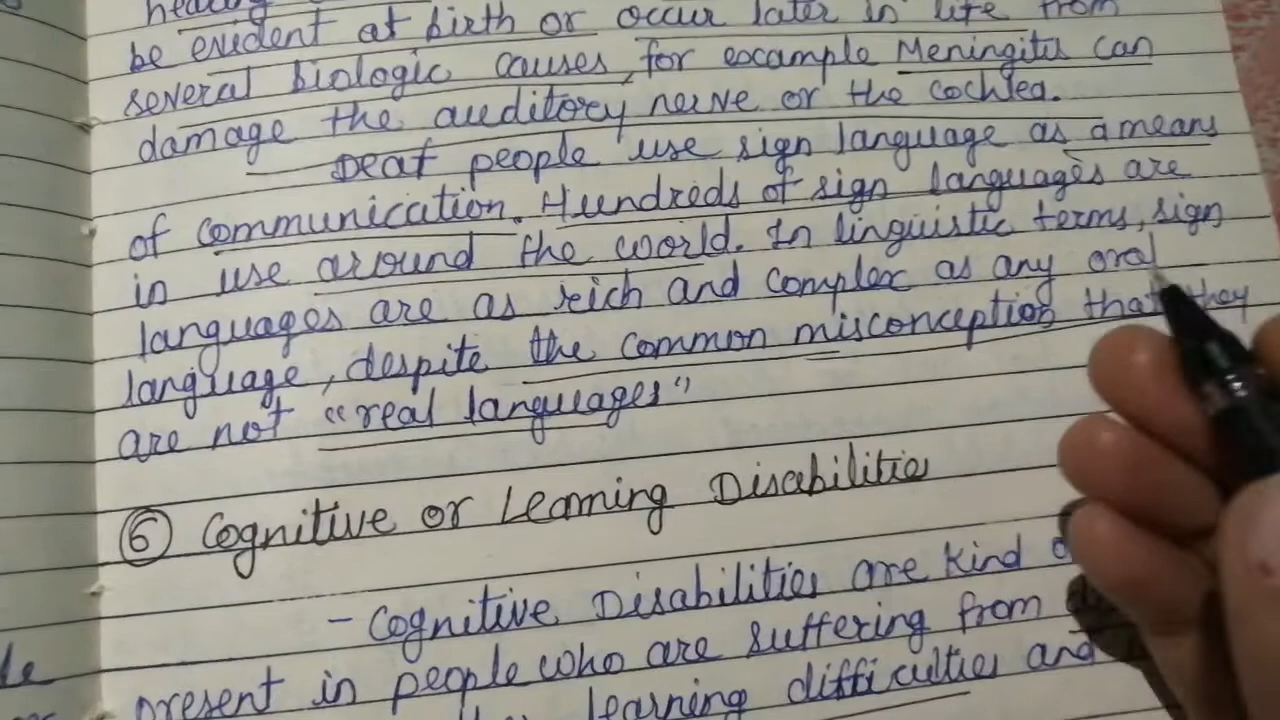 be evident at birth or occur later in life from
several biologic causes, for example Meningitis can
damage the auditory nerve or the cochlea.
Deaf people use sign language as a means
of communication. Hundreds of sign languages are
in use around the world. In linguistic terms, sign
languages are as rich and complex as any oral
language, despite the common misconception that they
are not "real languages"
6 Cognitive or Learning Disabilities
- Cognitive Disabilities are kind
present in people who are suffering from
learning difficulties and